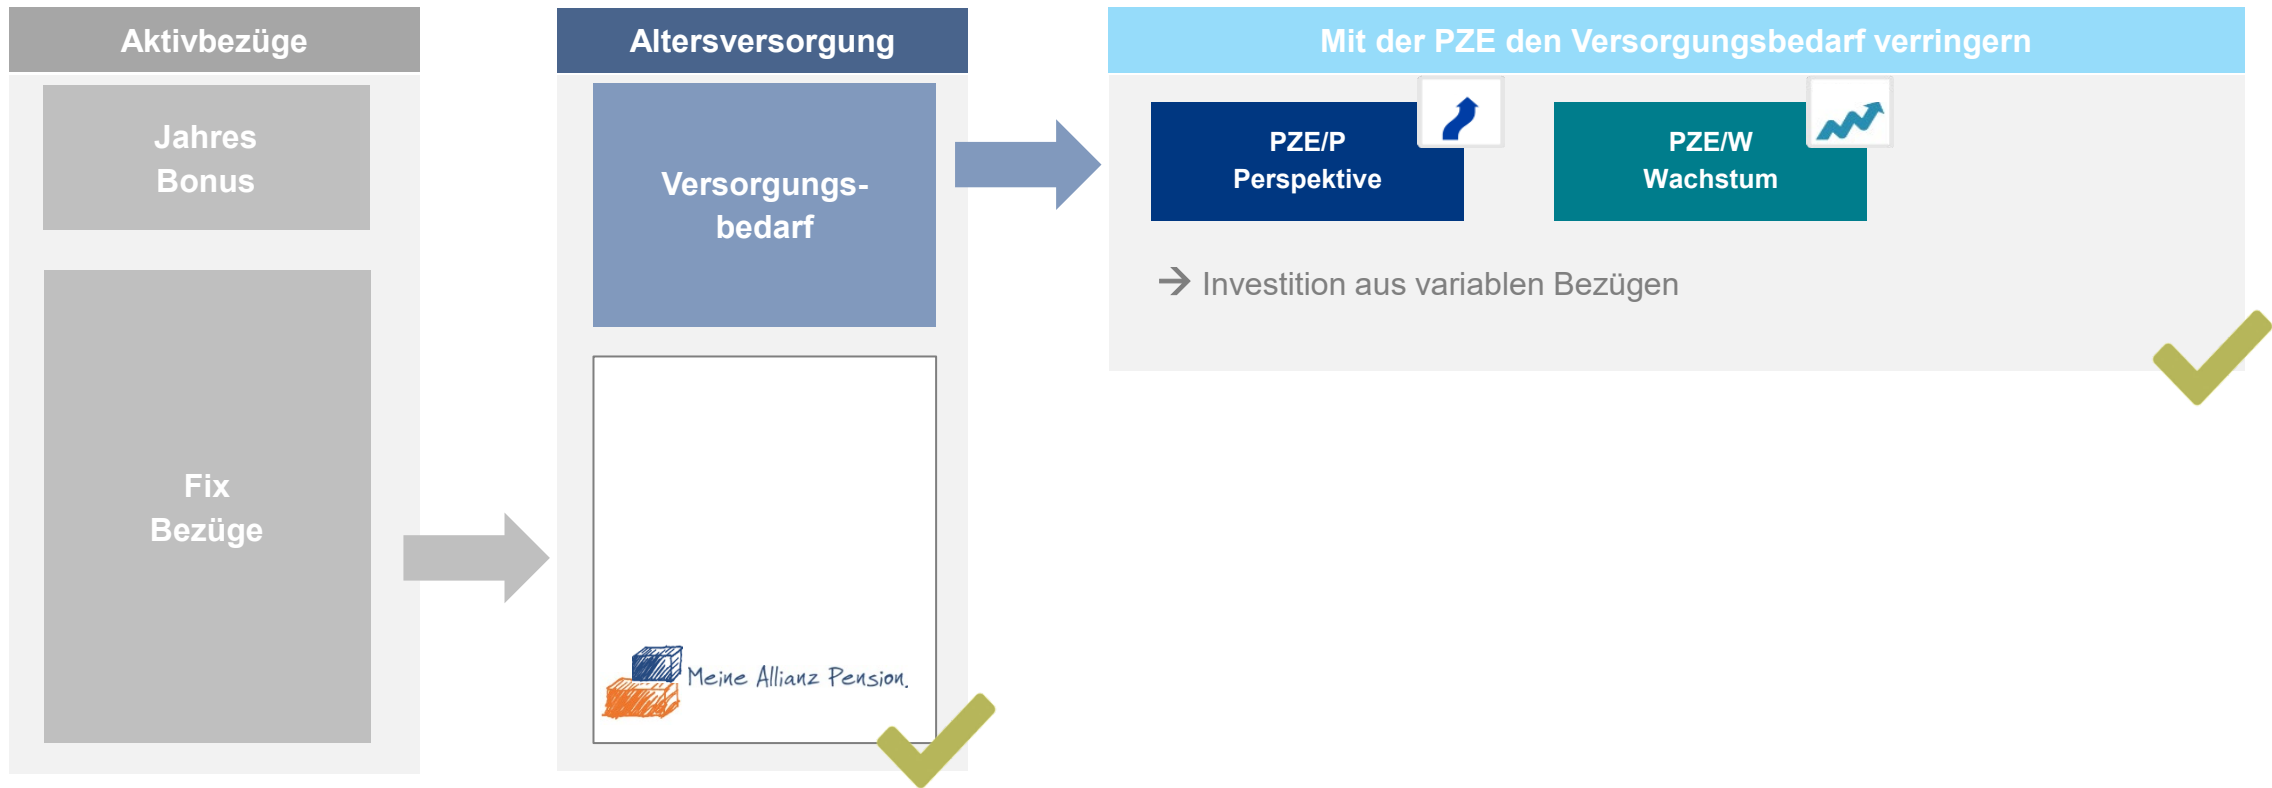 Aktivbezüge
Jahres
Bonus
Fix
Bezüge
Altersversorgung
Versorgungs-
bedarf
Meine Allianz Pension.
Mit der PZE den Versorgungsbedarf verringern
PZE/P
Perspektive
PZE/W
Wachstum
→ Investition aus variablen Bezügen